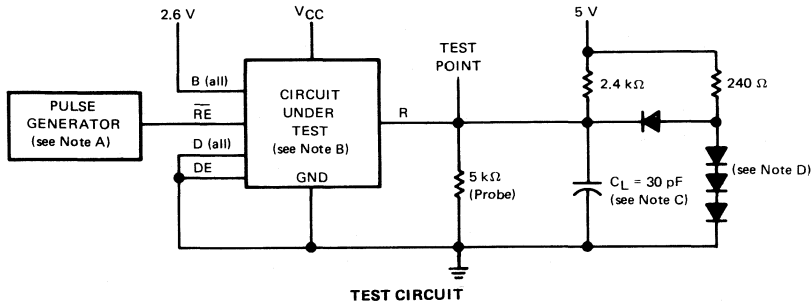 2.6 V
VCC
5 V
TEST
POINT
B (all)
2.4 kΩ
240 Ω
PULSE
GENERATOR
(see Note A)
RE
CIRCUIT
UNDER
TEST
(see Note B)
R
D (all)
DE
GND
5 kΩ
(Probe)
CL = 30 pF
(see Note C)
(see Note D)
TEST CIRCUIT